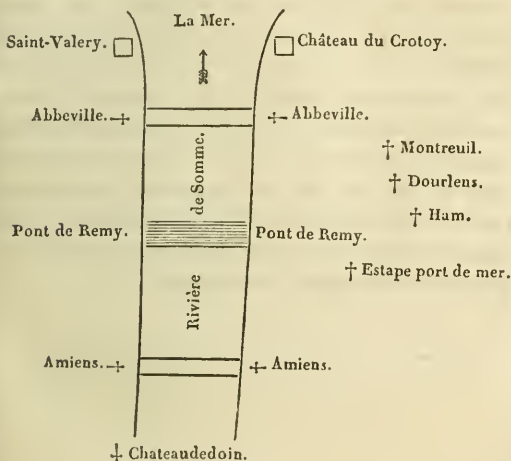 La Mer.
Saint-Valery.
Château du Crotoy.
Abbeville.
Abbeville.
Montreuil.
de Somme.
Dourlens.
Ham.
Pont de Remy.
Pont de Remy.
Estape port de mer.
Rivière
Amiens.
Amiens.
Chateaudedoin.